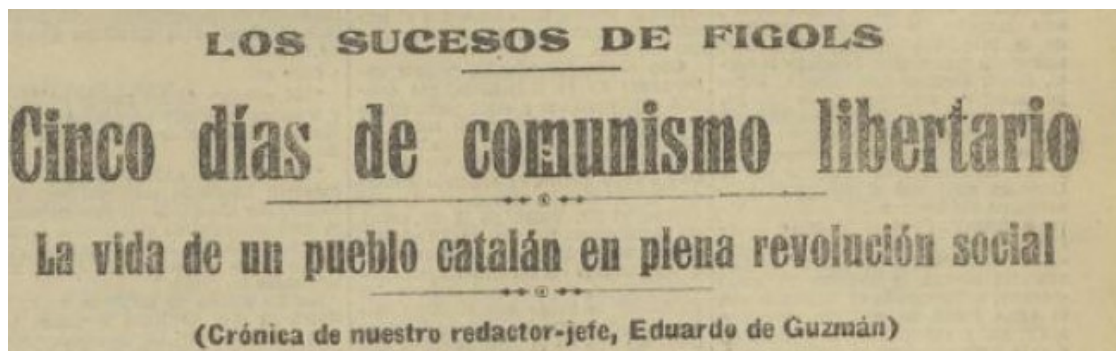 LOS SUCESOS DE FIGOLS
Cinco días de comunismo libertario
La vida de un pueblo catalán en plena revolución social
(Crónica de nuestro redactor-jefe, Eduardo de Guzmán)